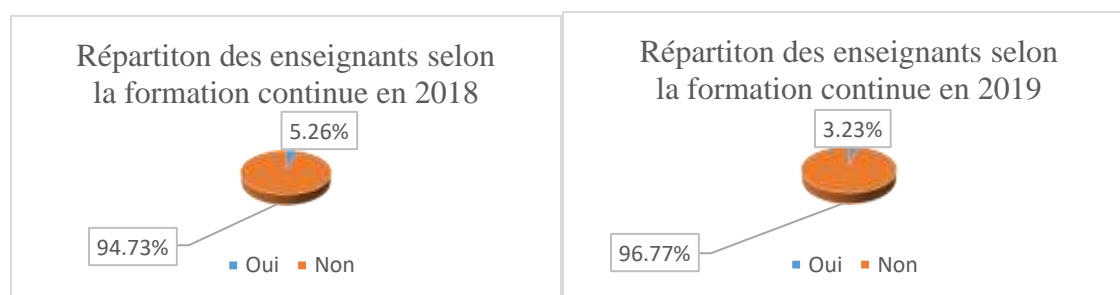 Répartiton des enseignants selon
la formation continue en 2018
5.26%
94.73%
Oui Non
Répartiton des enseignants selon
la formation continue en 2019
3.23%
96.77%
Oui Non